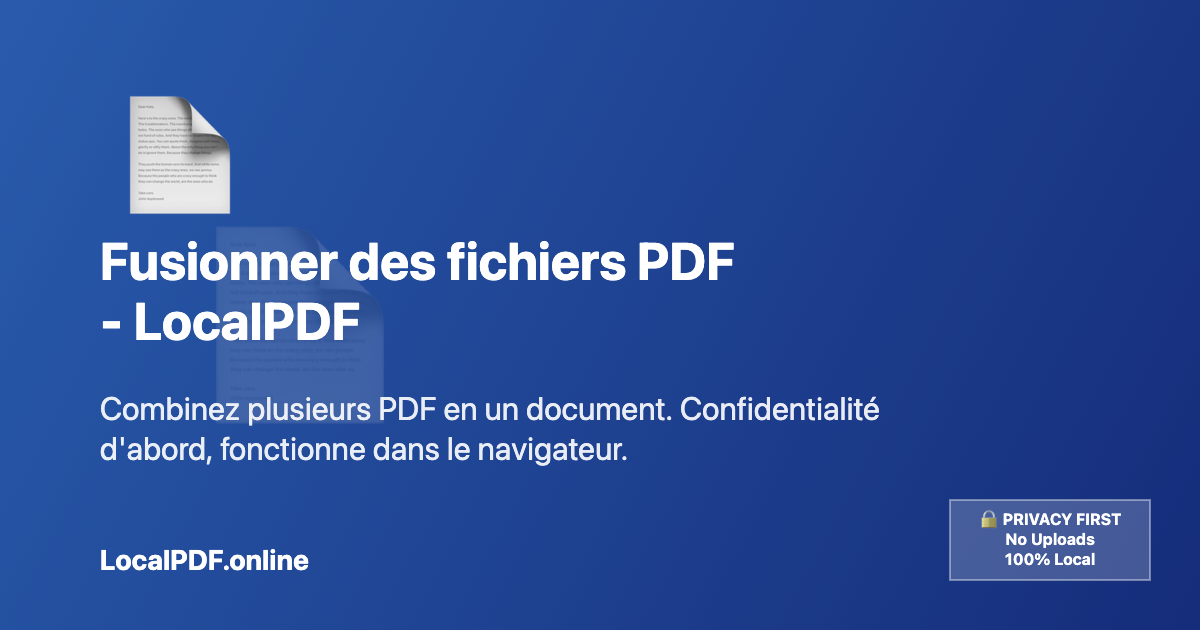 Fusionner des fichiers PDF
- LocalPDF
Combinez plusieurs PDF en un document. Confidentialité
d'abord, fonctionne dans le navigateur.
LocalPDF.online
🔒 PRIVACY FIRST
No Uploads
100% Local